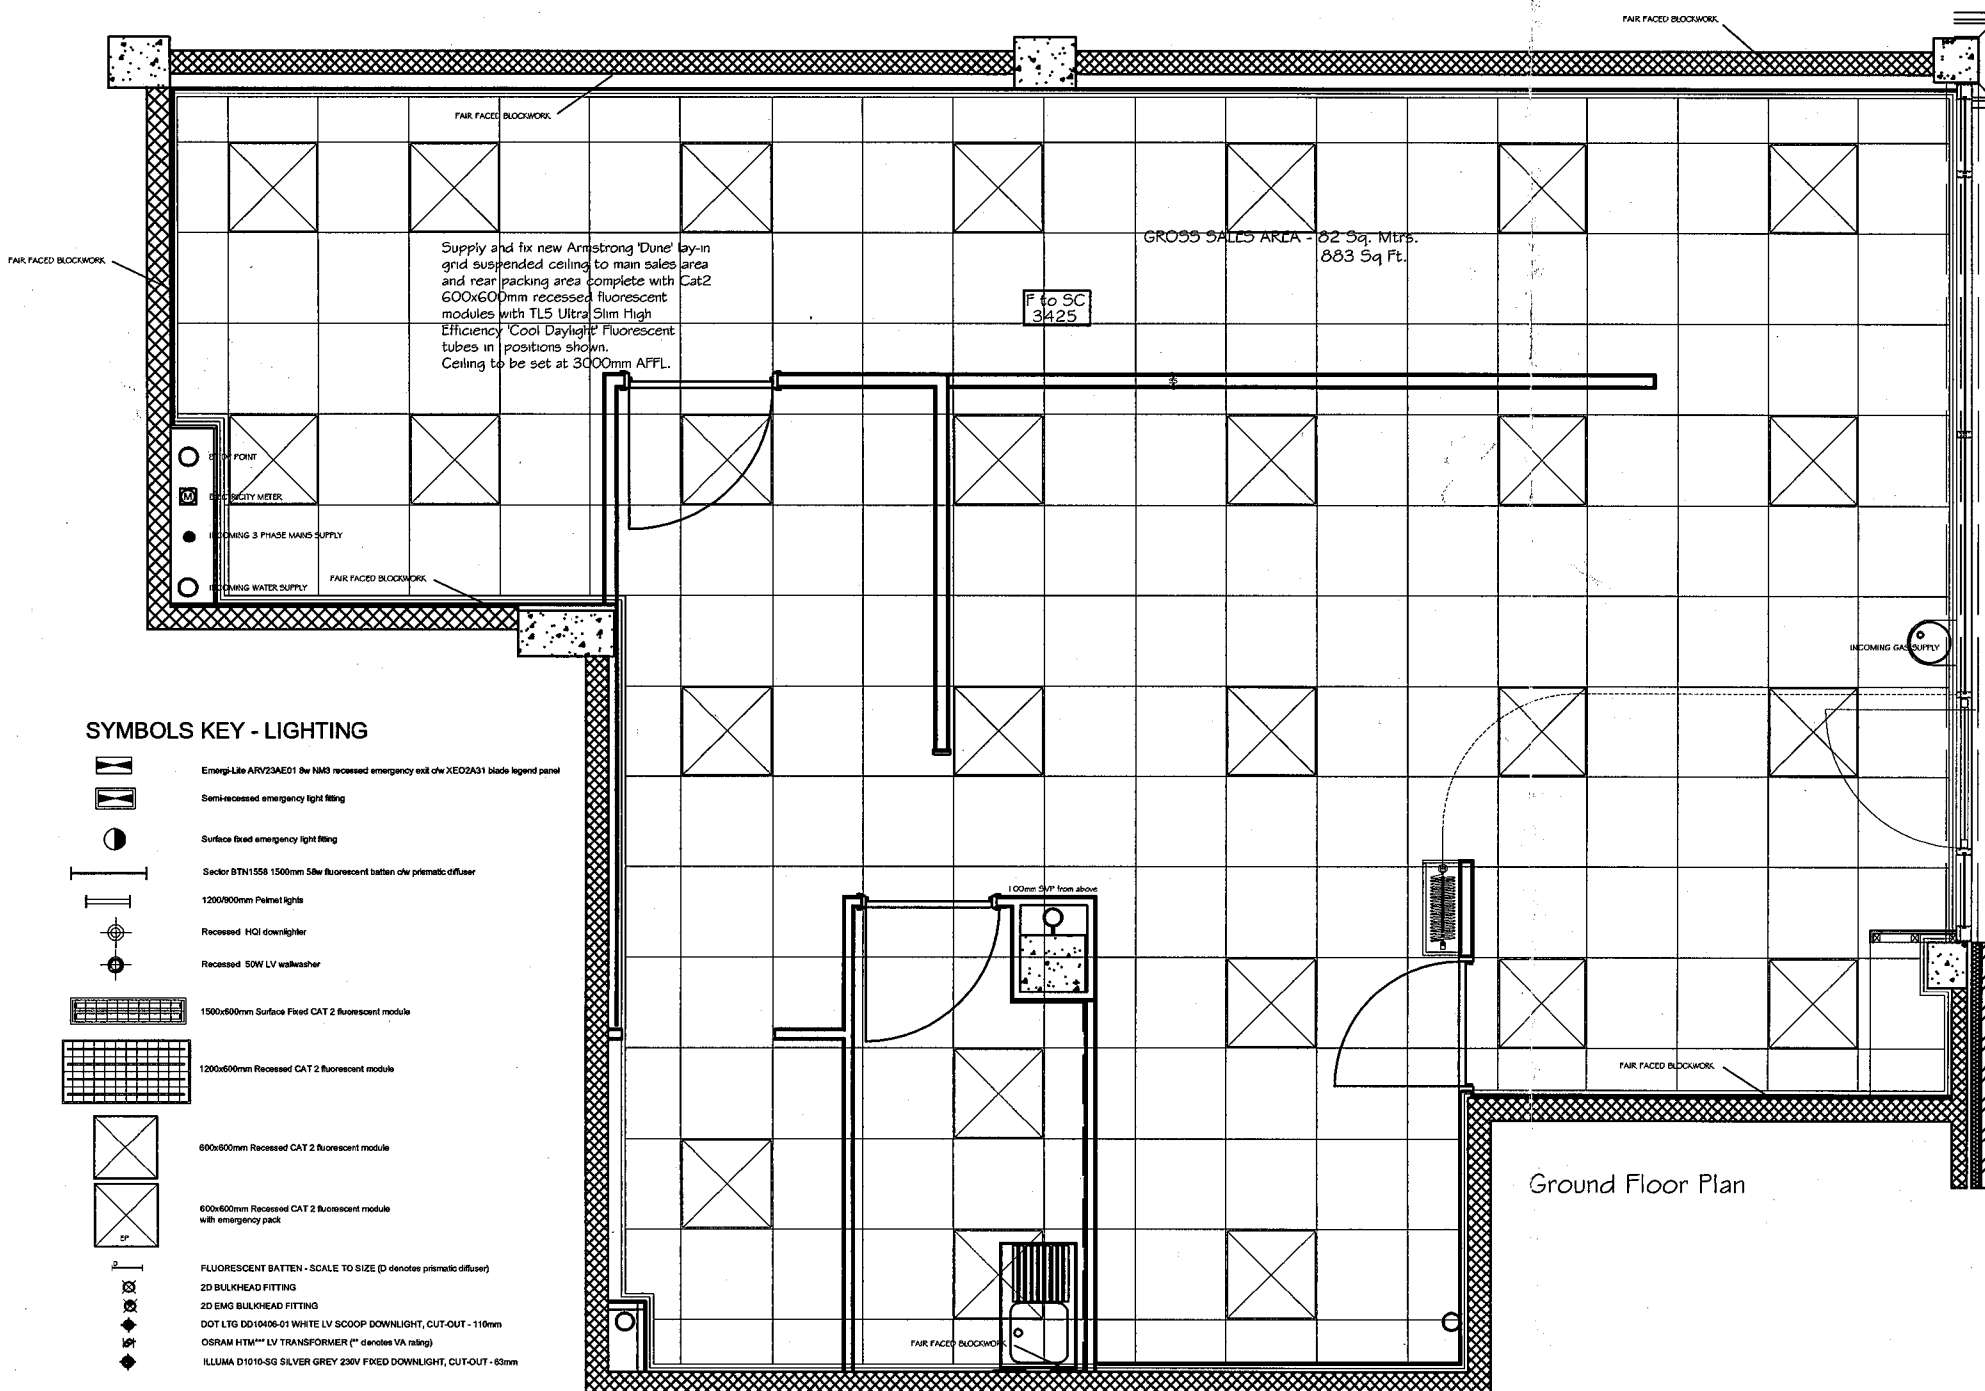 FAIR FACED BLOCKWORK
FAIR FACED BLOCKWORK
FAIR FACED BLOCKWORK
Supply and fix new Armstrong 'Dune' lay-in
grid suspended ceiling to main sales area
and rear packing area complete with Cat2
600x600mm recessed fluorescent
modules with TL5 Ultra Slim High
Efficiency 'Cool Daylight' Fluorescent
tubes in positions shown.
Ceiling to be set at 3000mm AFFL.
GROSS SALES AREA - 82 Sq. Mtrs.
883 Sq Ft.
F to SC
3425
POINT
M
ELECTRICITY METER
INCOMING 3 PHASE MAINS SUPPLY
INCOMING WATER SUPPLY
FAIR FACED BLOCKWORK
INCOMING GAS SUPPLY
100mm SVP from above
FAIR FACED BLOCKWORK
FAIR FACED BLOCKWORK
Ground Floor Plan
SYMBOLS KEY - LIGHTING
Emergi-Lite ARV23AE01 8w NM3 recessed emergency exit c/w XEO2A31 blade legend panel
Semi-recessed emergency light fitting
Surface fixed emergency light fitting
Sector BTN1558 1500mm 58w fluorescent batten c/w prismatic diffuser
1200/900mm Pelmet lights
Recessed HQI downlighter
Recessed 50W LV wallwasher
1500x600mm Surface Fixed CAT 2 fluorescent module
1200x600mm Recessed CAT 2 fluorescent module
600x600mm Recessed CAT 2 fluorescent module
600x600mm Recessed CAT 2 fluorescent module
with emergency pack
EP
D
FLUORESCENT BATTEN - SCALE TO SIZE (D denotes prismatic diffuser)
2D BULKHEAD FITTING
2D EMG BULKHEAD FITTING
DOT LTG DD10406-01 WHITE LV SCOOP DOWNLIGHT, CUT-OUT - 110mm
OSRAM HTM*** LV TRANSFORMER (** denotes VA rating)
ILLUMA D1010-SG SILVER GREY 230V FIXED DOWNLIGHT, CUT-OUT - 63mm